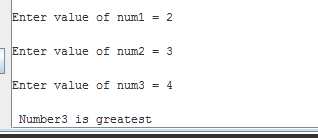 Enter value of num1 = 2
Enter value of num2 = 3
Enter value of num3 = 4
Number3 is greatest